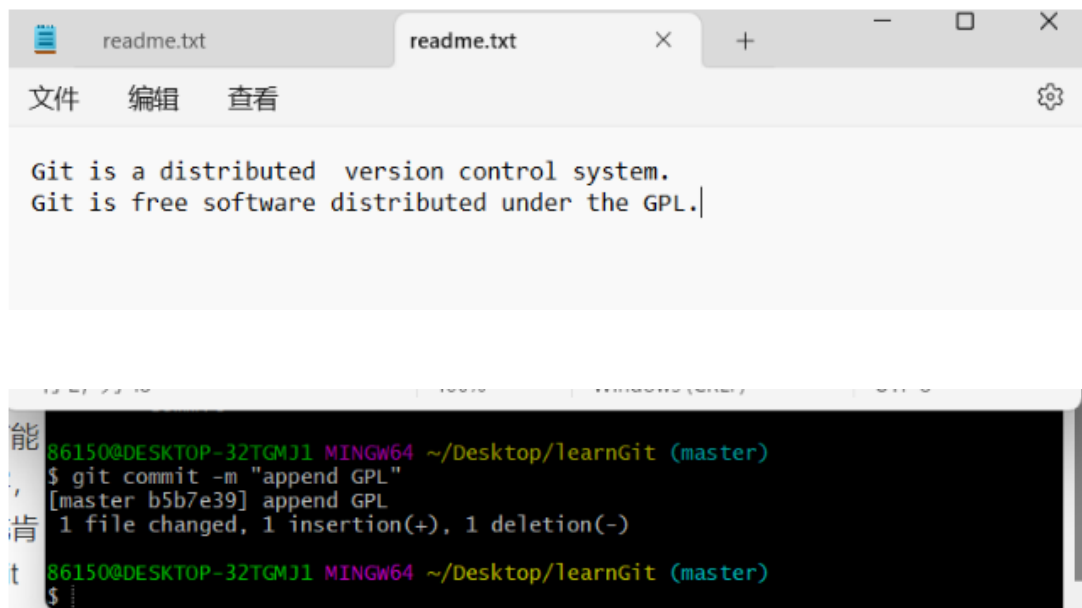 readme.txt readme.txt
文件 编辑 查看
Git is a distributed  version control system.
Git is free software distributed under the GPL.
能
86150@DESKTOP-32TGMJ1 MINGW64 ~/Desktop/learnGit (master)
$ git commit -m "append GPL"
[master b5b7e39] append GPL
肯
 1 file changed, 1 insertion(+), 1 deletion(-)
86150@DESKTOP-32TGMJ1 MINGW64 ~/Desktop/learnGit (master)
$